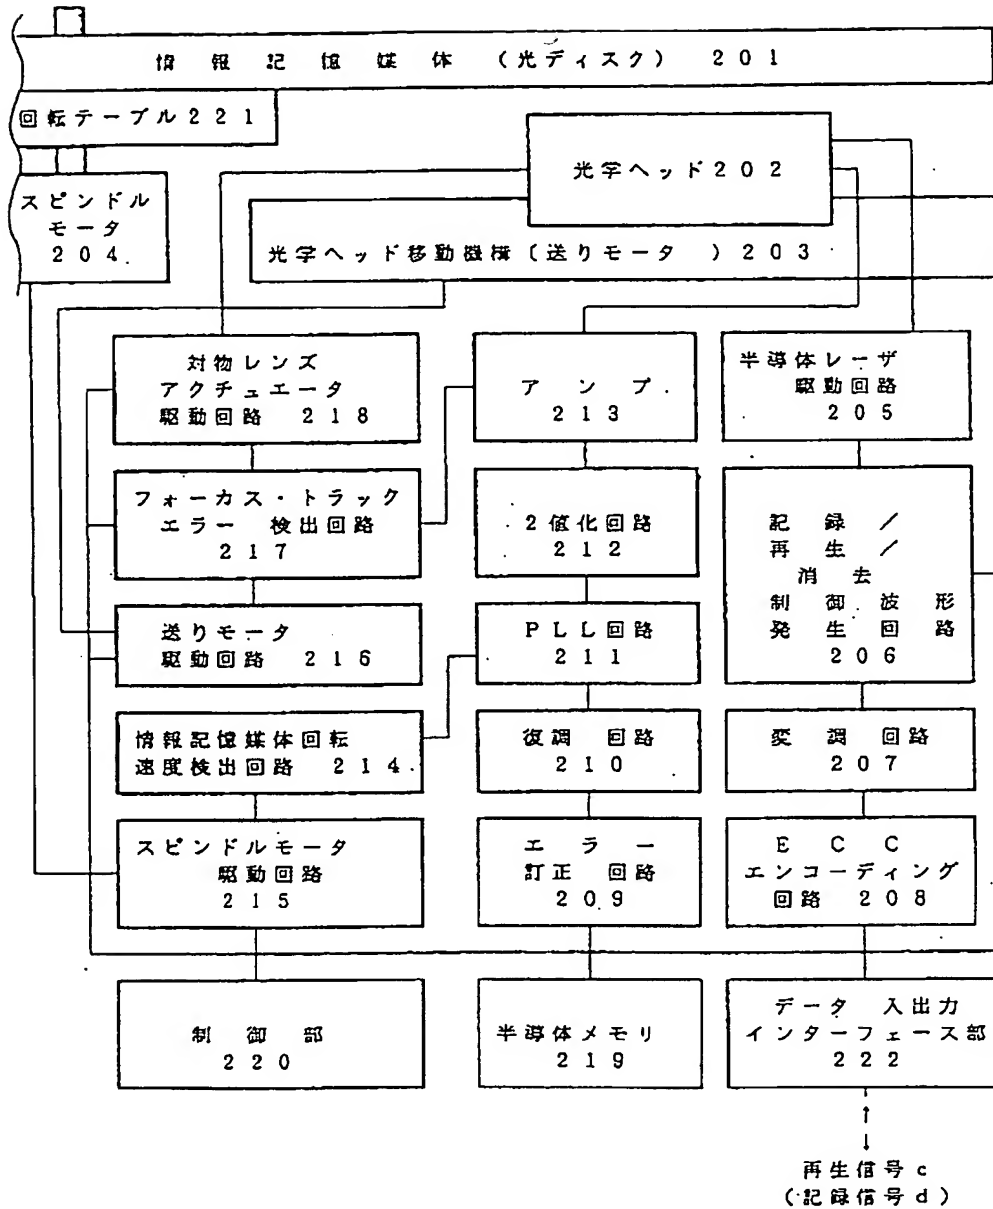 情報記憶媒体（光ディスク） 201
回転テーブル221
光学ヘッド202
スピンドル
モータ
204
光学ヘッド移動機構（送りモータ ）203
対物レンズ
アクチュエータ
駆動回路 218
アンプ
213
半導体レーザ
駆動回路
205
フォーカス・トラック
エラー 検出回路
217
2値化回路
212
記録／
再生／
消去
制御波形
発生回路
206
送りモータ
駆動回路 216
PLL回路
211
情報記憶媒体回転
速度検出回路 214
復調 回路
210
変調回路
207
スピンドルモータ
駆動回路
215
エラー
訂正 回路
209
ECC
エンコーディング
回路 208
制御部
220
半導体メモリ
219
データ 入出力
インターフェース部
222
再生信号c
（記録信号d）